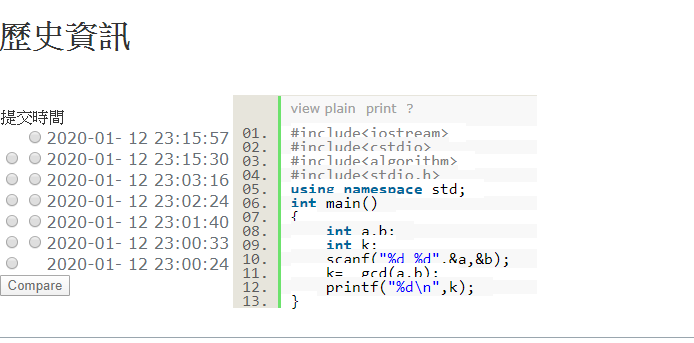 歷史資訊
提交時間
2020-01- 12 23:15:57
2020-01- 12 23:15:30
2020-01- 12 23:03:16
2020-01- 12 23:02:24
2020-01- 12 23:01:40
2020-01- 12 23:00:33
2020-01- 12 23:00:24
Compare
view plain print ?
01. #include<iostream>
02. #include<cstdio>
03. #include<algorithm>
04. #include<stdio.h>
05. using namespace std;
06. int main()
07. {
08. int a,b;
09. int k;
10. scanf("%d %d",&a,&b);
11. k=__gcd(a,b);
12. printf("%d\n",k);
13. }